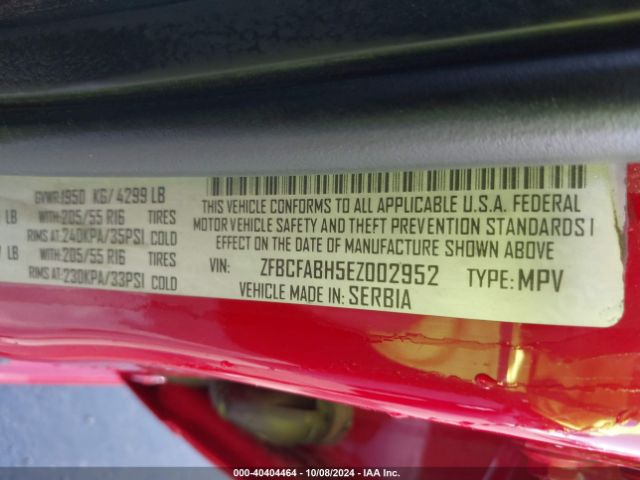 GVWR:1950 KG/ 4299 LB
LB WITH:205/55 R16 TIRES
RIMS AT:240KPA/35PSI COLD
LB WITH:205/55 R16 TIRES
RIMS AT:230KPA/33PSI COLD
THIS VEHICLE CONFORMS TO ALL APPLICABLE U.S.A. FEDERAL
MOTOR VEHICLE SAFETY AND THEFT PREVENTION STANDARDS I
EFFECT ON THE DATE OF MANUFACTURE SHOWN ABOVE
VIN: ZFBCFABH5EZ002952 TYPE: MPV
VEHICLE MADE IN: SERBIA
000-40404464 - 10/08/2024 - IAA Inc.